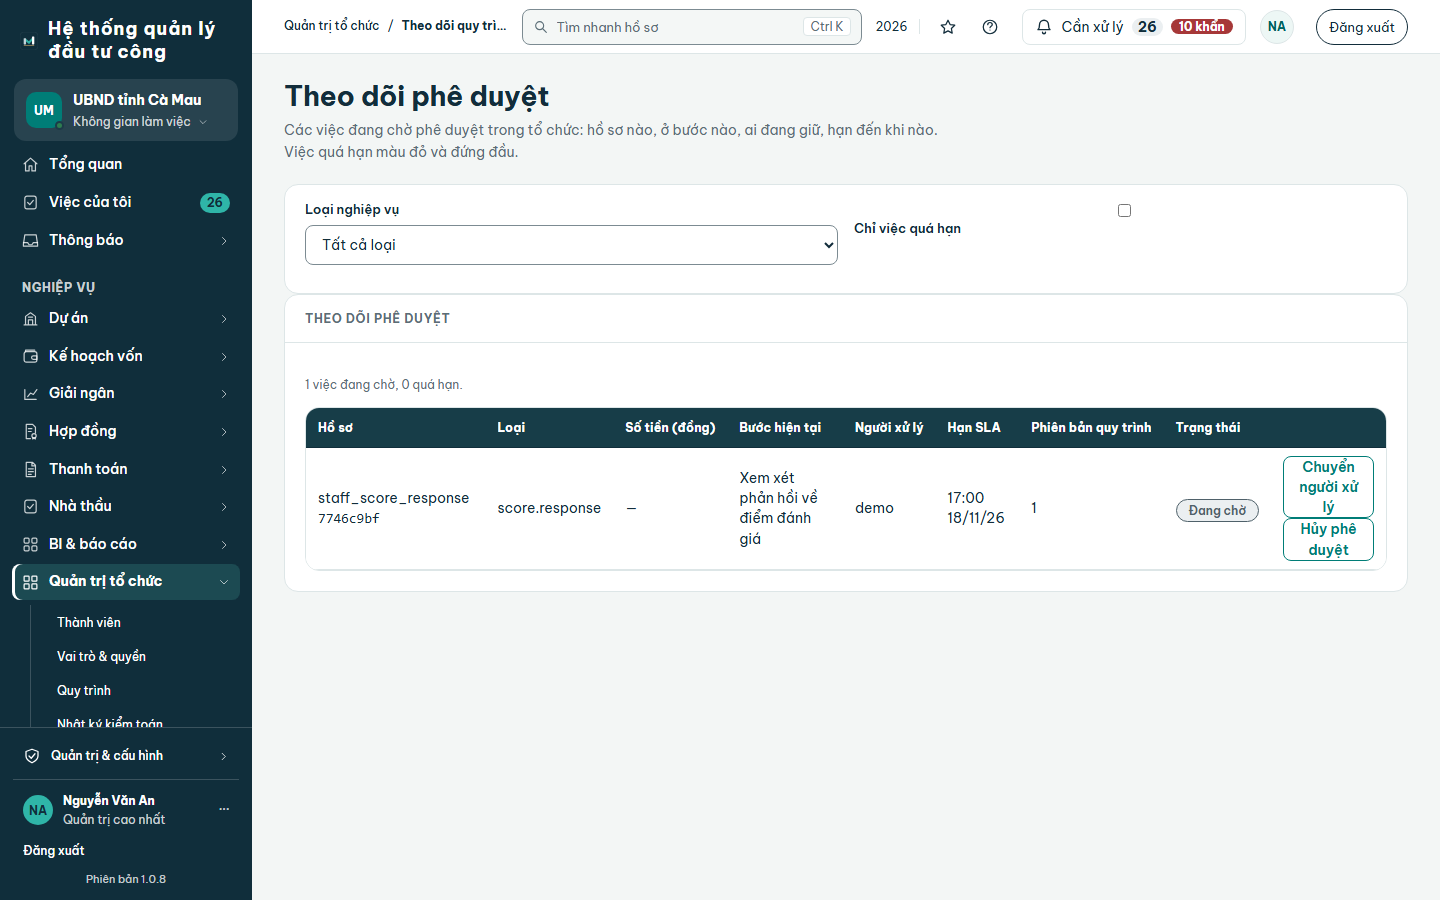 Hệ thống quản lý
đầu tư công
UM
UBND tỉnh Cà Mau
Không gian làm việc
Tổng quan
Việc của tôi 26
Thông báo
NGHIỆP VỤ
Dự án
Kế hoạch vốn
Giải ngân
Hợp đồng
Thanh toán
Nhà thầu
BI & báo cáo
Quản trị tổ chức
Thành viên
Vai trò & quyền
Quy trình
Nhật ký kiểm toán
Quản trị & cấu hình
NA
Nguyễn Văn An
Quản trị cao nhất
...
Đăng xuất
Phiên bản 1.0.8
Quản trị tổ chức / Theo dõi quy trì...
Tìm nhanh hồ sơ Ctrl K
2026
Cần xử lý 26 10 khẩn
NA
Đăng xuất
Theo dõi phê duyệt
Các việc đang chờ phê duyệt trong tổ chức: hồ sơ nào, ở bước nào, ai đang giữ, hạn đến khi nào.
Việc quá hạn màu đỏ và đứng đầu.
Loại nghiệp vụ
Tất cả loại
Chỉ việc quá hạn
THEO DÕI PHÊ DUYỆT
1 việc đang chờ, 0 quá hạn.
Hồ sơ Loại Số tiền (đồng) Bước hiện tại Người xử lý Hạn SLA Phiên bản quy trình Trạng thái
staff_score_response
7746c9bf
score.response
—
Xem xét
phản hồi về
điểm đánh
giá
demo
17:00
18/11/26
1
Đang chờ
Chuyển
người xử
lý
Hủy phê
duyệt